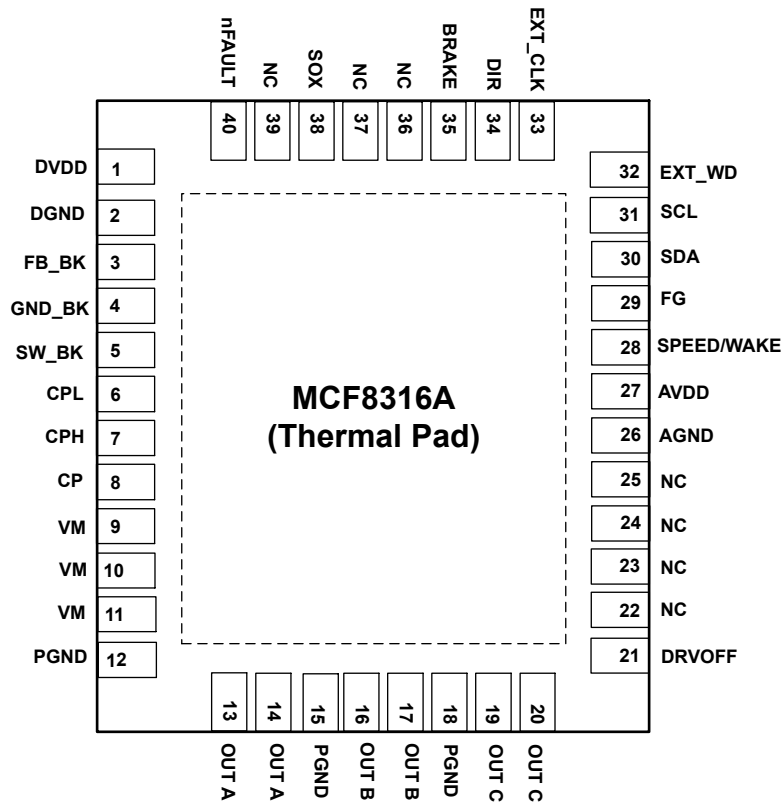 nFAULT
NC
SOX
NC
NC
BRAKE
DIR
EXT_CLK
40
39
38
37
36
35
34
33
DVDD 1
DGND 2
FB_BK 3
GND_BK 4
SW_BK 5
CPL 6
CPH 7
CP 8
VM 9
VM 10
VM 11
PGND 12
MCF8316A
(Thermal Pad)
32 EXT_WD
31 SCL
30 SDA
29 FG
28 SPEED/WAKE
27 AVDD
26 AGND
25 NC
24 NC
23 NC
22 NC
21 DRVOFF
13
14
15
16
17
18
19
20
OUT A
OUT A
PGND
OUT B
OUT B
PGND
OUT C
OUT C